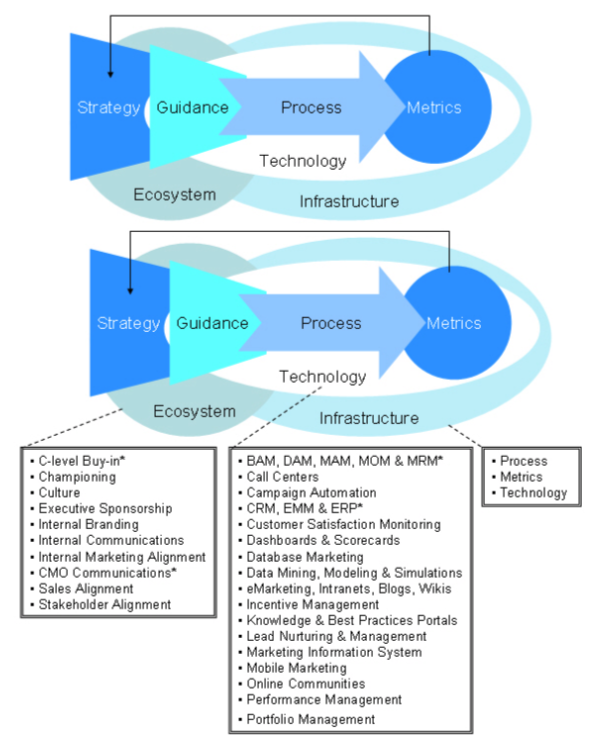 Strategy
Guidance
Process
Metrics
Technology
Ecosystem
Infrastructure
Strategy
Guidance
Process
Metrics
Technology
Ecosystem
Infrastructure
▪ C-level Buy-in*
▪ Championing
▪ Culture
▪ Executive Sponsorship
▪ Internal Branding
▪ Internal Communications
▪ Internal Marketing Alignment
▪ CMO Communications*
▪ Sales Alignment
▪ Stakeholder Alignment
▪ BAM, DAM, MAM, MOM & MRM*
▪ Call Centers
▪ Campaign Automation
▪ CRM, EMM & ERP*
▪ Customer Satisfaction Monitoring
▪ Dashboards & Scorecards
▪ Database Marketing
▪ Data Mining, Modeling & Simulations
▪ eMarketing, Intranets, Blogs, Wikis
▪ Incentive Management
▪ Knowledge & Best Practices Portals
▪ Lead Nurturing & Management
▪ Marketing Information System
▪ Mobile Marketing
▪ Online Communities
▪ Performance Management
▪ Portfolio Management
▪ Process
▪ Metrics
▪ Technology